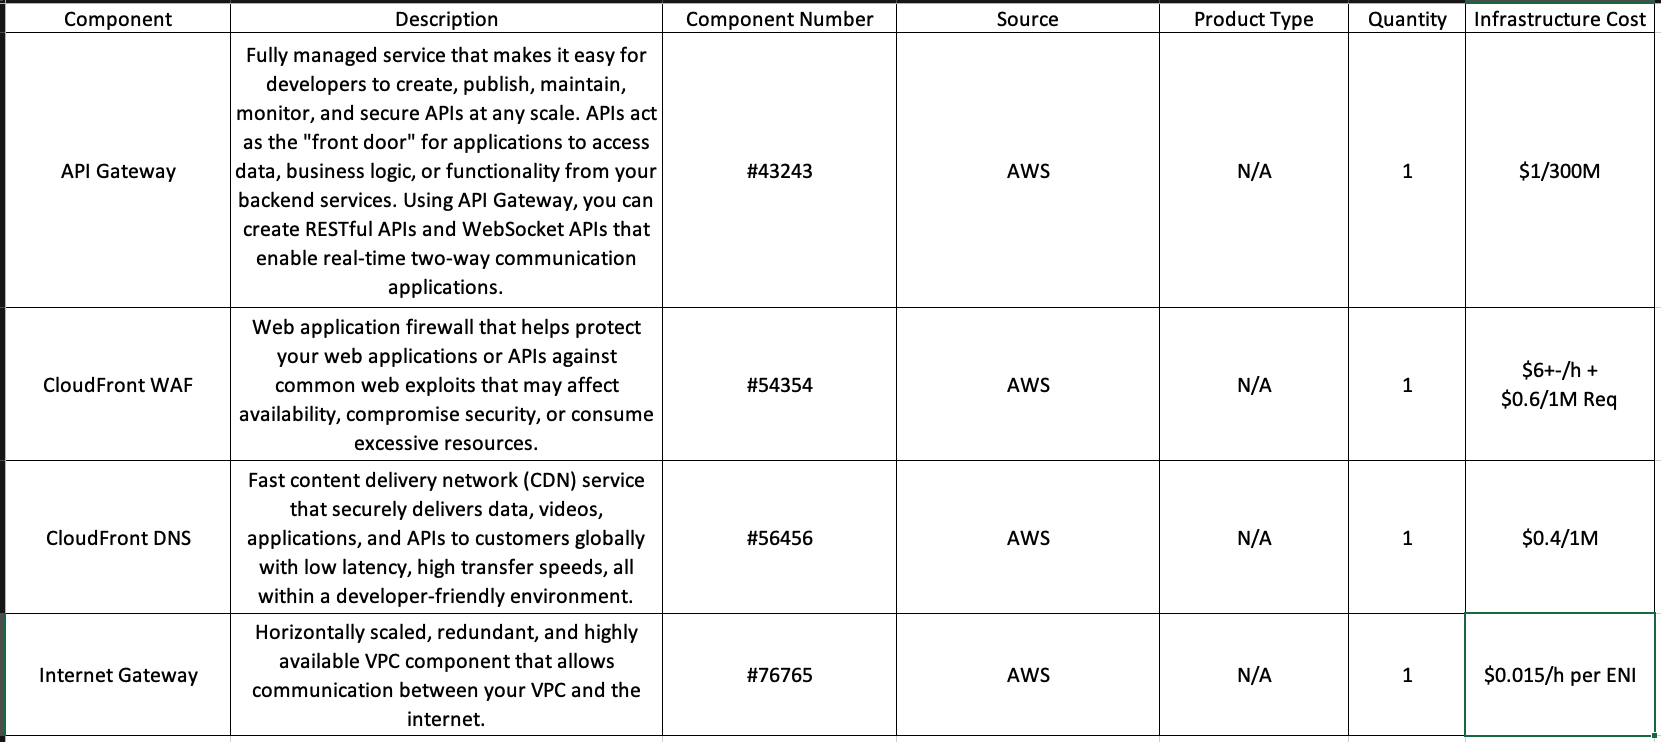 Component
Description
Component Number
Source
Product Type
Quantity
Infrastructure Cost
API Gateway
Fully managed service that makes it easy for
developers to create, publish, maintain,
monitor, and secure APIs at any scale. APIs act
as the "front door" for applications to access
data, business logic, or functionality from your
backend services. Using API Gateway, you can
create RESTful APIs and WebSocket APIs that
enable real-time two-way communication
applications.
#43243
AWS
N/A
1
$1/300M
CloudFront WAF
Web application firewall that helps protect
your web applications or APIs against
common web exploits that may affect
availability, compromise security, or consume
excessive resources.
#54354
AWS
N/A
1
$6+-/h +
$0.6/1M Req
CloudFront DNS
Fast content delivery network (CDN) service
that securely delivers data, videos,
applications, and APIs to customers globally
with low latency, high transfer speeds, all
within a developer-friendly environment.
#56456
AWS
N/A
1
$0.4/1M
Internet Gateway
Horizontally scaled, redundant, and highly
available VPC component that allows
communication between your VPC and the
internet.
#76765
AWS
N/A
1
$0.015/h per ENI